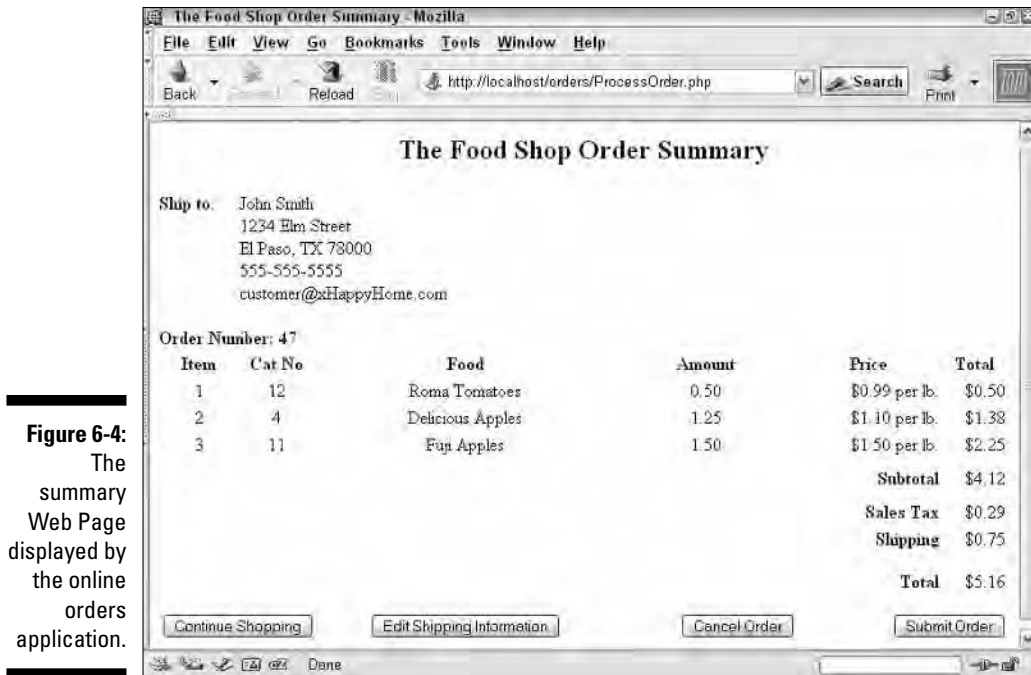 The Food Shop Order Summary - Mozilla
File Edit View Go Bookmarks Tools Window Help
Back Reload http://localhost/orders/ProcessOrder.php Search Print
The Food Shop Order Summary
Ship to: John Smith
1234 Elm Street
El Paso, TX 78000
555-555-5555
customer@xHappyHome.com
Order Number: 47
Item Cat No Food Amount Price Total
1 12 Roma Tomatoes 0.50 $0.99 per lb. $0.50
2 4 Delicious Apples 1.25 $1.10 per lb. $1.38
3 11 Fuji Apples 1.50 $1.50 per lb. $2.25
Subtotal $4.12
Sales Tax $0.29
Shipping $0.75
Total $5.16
Continue Shopping Edit Shipping Information Cancel Order Submit Order
Done
Figure 6-4:
The
summary
Web Page
displayed by
the online
orders
application.